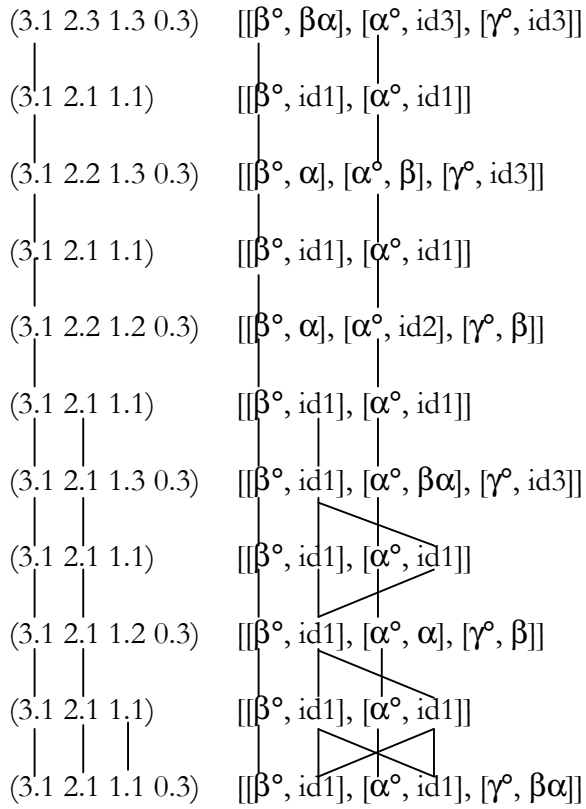 (3.1 2.3 1.3 0.3) [[β°, βα], [α°, id3], [γ°, id3]]
(3.1 2.1 1.1) [[β°, id1], [α°, id1]]
(3.1 2.2 1.3 0.3) [[β°, α], [α°, β], [γ°, id3]]
(3.1 2.1 1.1) [[β°, id1], [α°, id1]]
(3.1 2.2 1.2 0.3) [[β°, α], [α°, id2], [γ°, β]]
(3.1 2.1 1.1) [[β°, id1], [α°, id1]]
(3.1 2.1 1.3 0.3) [[β°, id1], [α°, βα], [γ°, id3]]
(3.1 2.1 1.1) [[β°, id1], [α°, id1]]
(3.1 2.1 1.2 0.3) [[β°, id1], [α°, α], [γ°, β]]
(3.1 2.1 1.1) [[β°, id1], [α°, id1]]
(3.1 2.1 1.1 0.3) [[β°, id1], [α°, id1], [γ°, βα]]